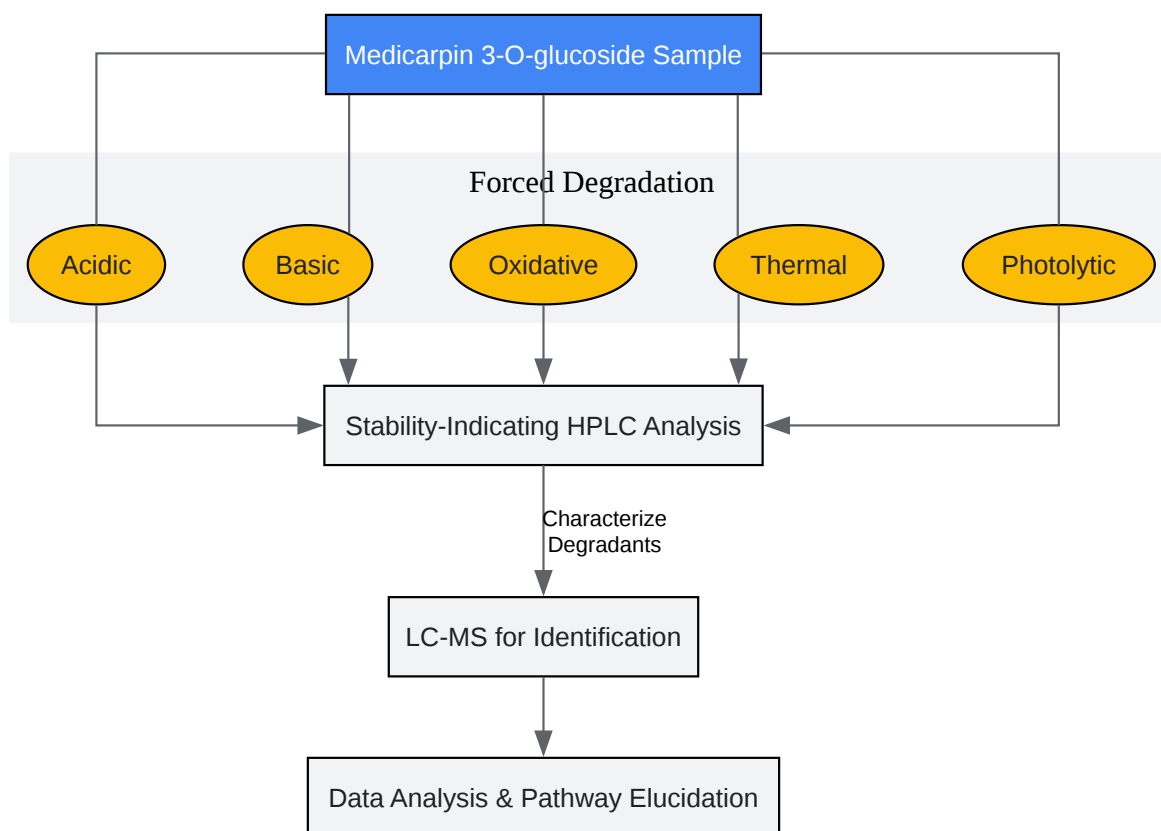 Medicarpin 3-O-glucoside Sample
Forced Degradation
Acidic
Basic
Oxidative
Thermal
Photolytic
Stability-Indicating HPLC Analysis
Characterize
Degradants
LC-MS for Identification
Data Analysis & Pathway Elucidation